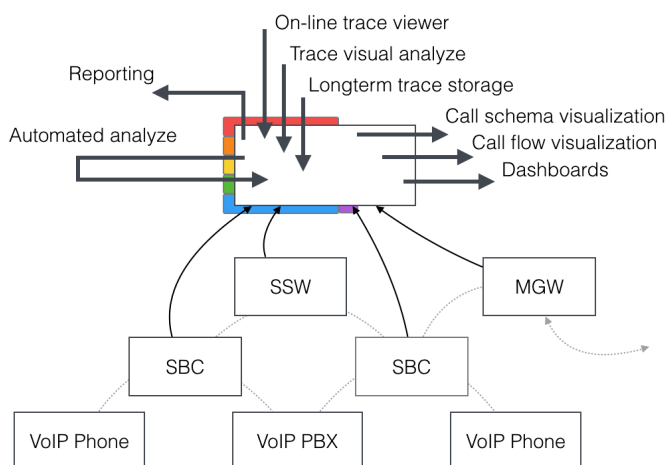 On-line trace viewer
Trace visual analyze
Reporting
Longterm trace storage
Call schema visualization
Automated analyze
Call flow visualization
Dashboards
SSW
MGW
SBC
SBC
VoIP Phone
VoIP PBX
VoIP Phone